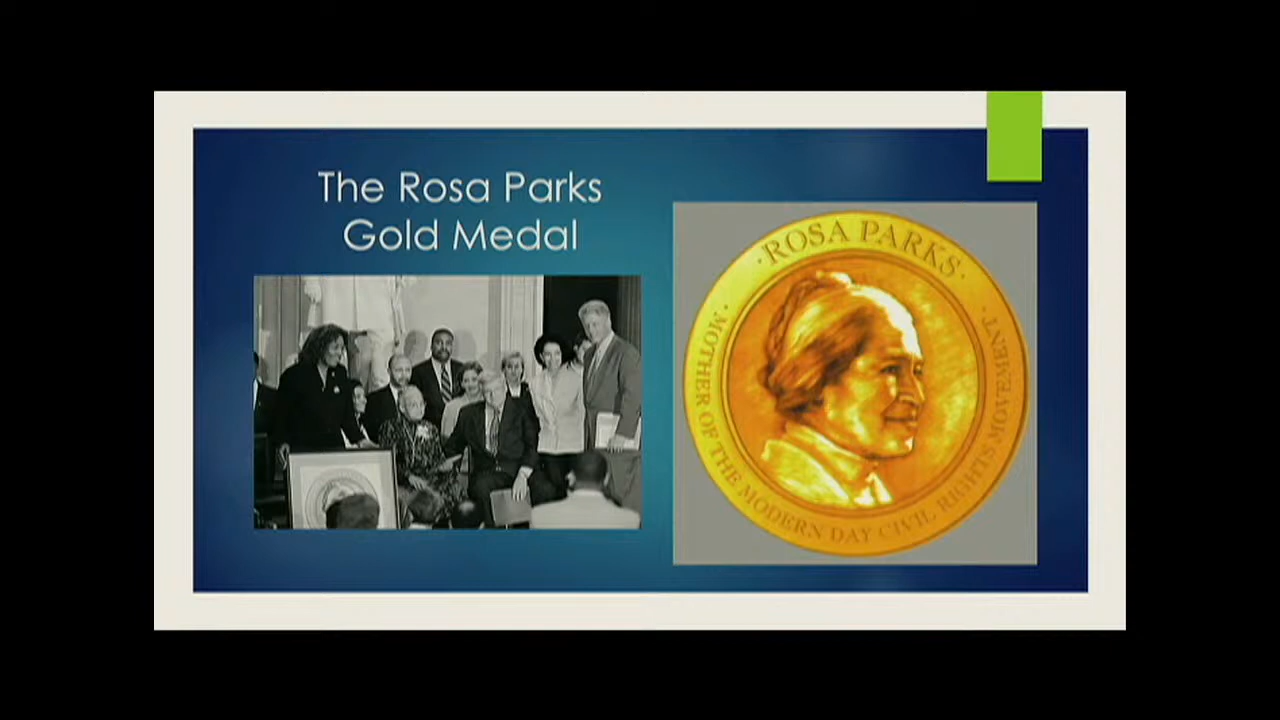 The Rosa Parks
Gold Medal
·ROSA PARKS·
·MOTHER OF THE MODERN DAY CIVIL RIGHTS MOVEMENT·